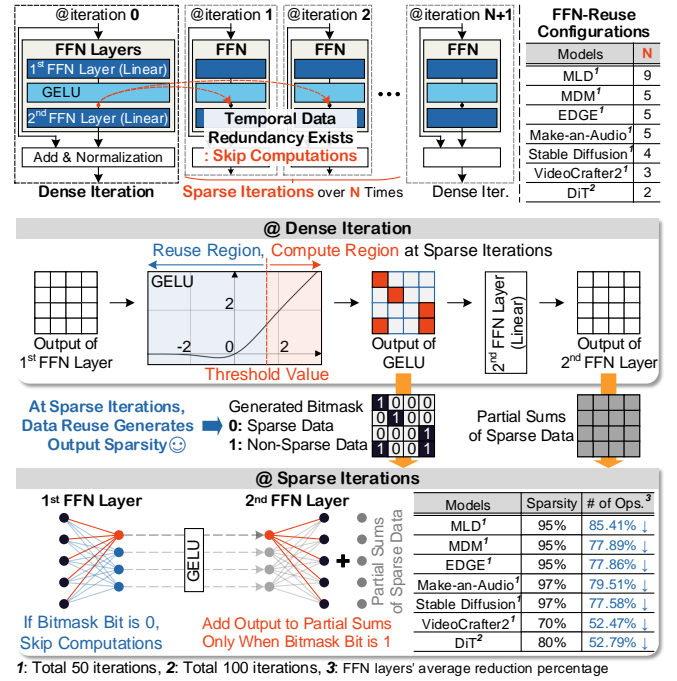 @iteration 0
@iteration 1
@iteration 2
@iteration N+1
FFN Layers
1st FFN Layer (Linear)
GELU
2nd FFN Layer (Linear)
Add & Normalization
Dense Iteration
FFN
FFN
FFN
Temporal Data
Redundancy Exists
: Skip Computations
Sparse Iterations over N Times
Dense Iter.
FFN-Reuse
Configurations
Models N
MLD1 9
MDM1 5
EDGE1 5
Make-an-Audio1 5
Stable Diffusion1 4
VideoCrafter21 3
DiT2 2
@ Dense Iteration
Reuse Region, Compute Region at Sparse Iterations
GELU
2
-2 0 2
Threshold Value
Output of
1st FFN Layer
Output of
GELU
2nd FFN Layer
(Linear)
Output of
2nd FFN Layer
At Sparse Iterations,
Data Reuse Generates
Output Sparsity☺
Generated Bitmask
0: Sparse Data
1: Non-Sparse Data
1 0 0 0
0 1 0 0
0 0 0 1
1 0 0 1
Partial Sums
of Sparse Data
@ Sparse Iterations
1st FFN Layer
2nd FFN Layer
GELU
+
Partial Sums
of Sparse Data
If Bitmask Bit is 0,
Skip Computations
Add Output to Partial Sums
Only When Bitmask Bit is 1
Models Sparsity # of Ops.3
MLD1 95% 85.41% ↓
MDM1 95% 77.89% ↓
EDGE1 95% 77.86% ↓
Make-an-Audio1 97% 79.51% ↓
Stable Diffusion1 97% 77.58% ↓
VideoCrafter21 70% 52.47% ↓
DiT2 80% 52.79% ↓
1: Total 50 iterations, 2: Total 100 iterations, 3: FFN layers' average reduction percentage